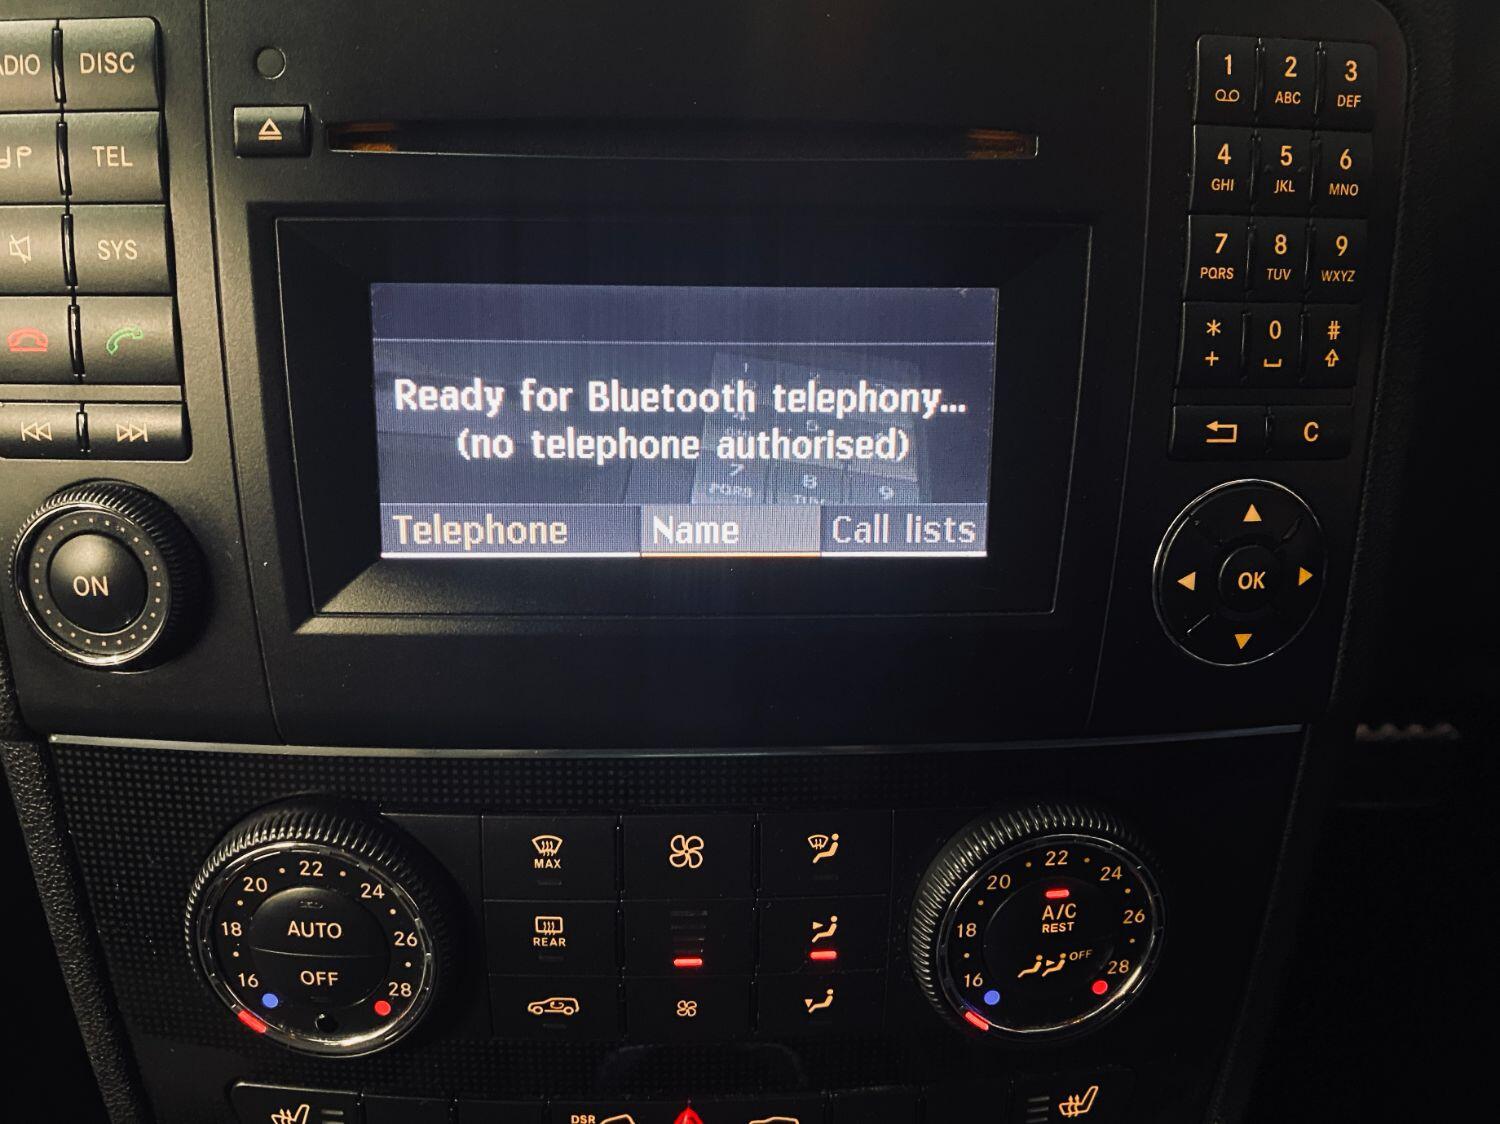 DISC
TEL
SYS
ON
Ready for Bluetooth telephony...
(no telephone authorised)
Telephone Name Call lists
1 2 ABC 3 DEF
4 GHI 5 JKL 6 MNO
7 PQRS 8 TUV 9 WXYZ
* + 0 #
C
OK
16 18 20 22 24 26 28
AUTO
OFF
MAX
REAR
16 18 20 22 24 26 28
A/C
REST
OFF
DSR